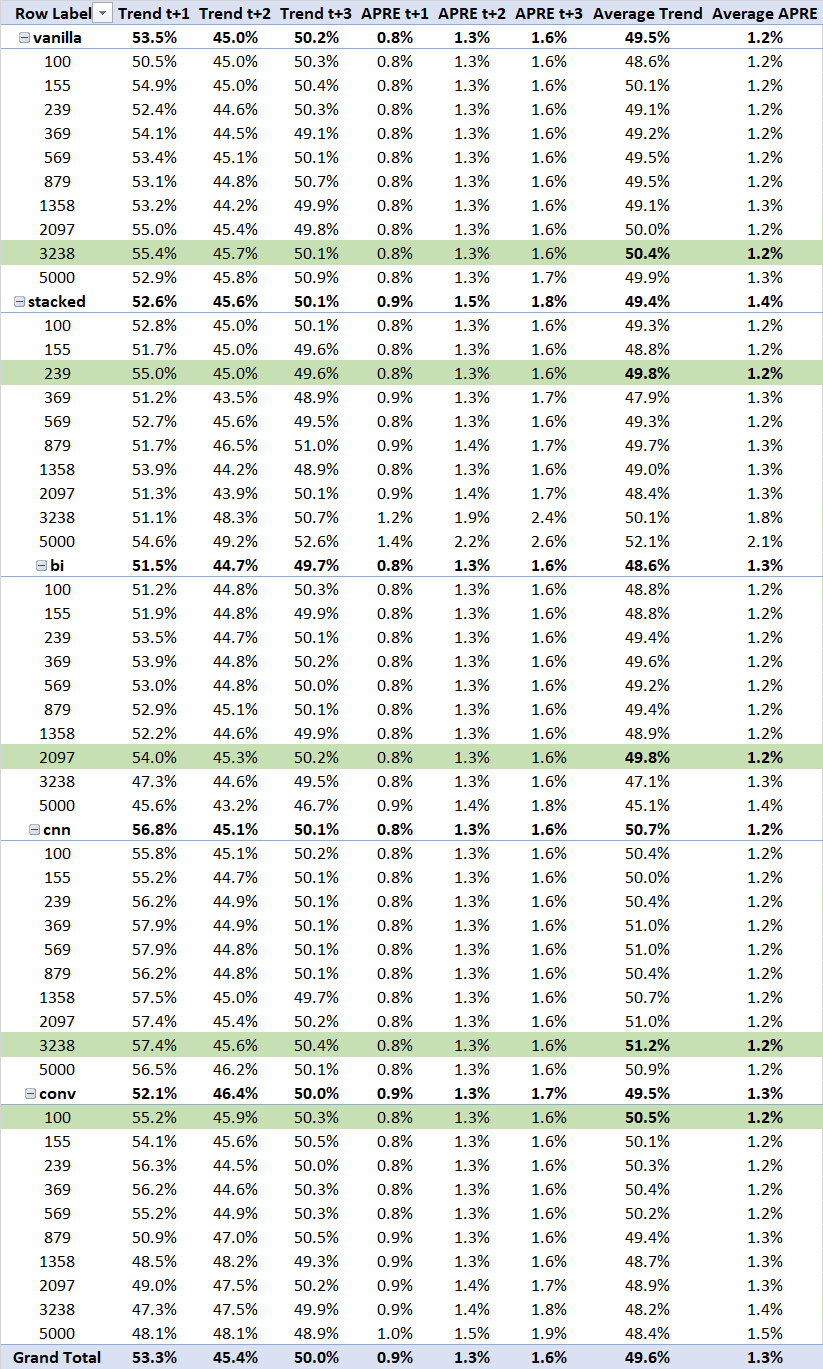 Row Label Trend t+1 Trend t+2 Trend t+3 APRE t+1 APRE t+2 APRE t+3 Average Trend Average APRE
vanilla 53.5% 45.0% 50.2% 0.8% 1.3% 1.6% 49.5% 1.2%
100 50.5% 45.0% 50.3% 0.8% 1.3% 1.6% 48.6% 1.2%
155 54.9% 45.0% 50.4% 0.8% 1.3% 1.6% 50.1% 1.2%
239 52.4% 44.6% 50.3% 0.8% 1.3% 1.6% 49.1% 1.2%
369 54.1% 44.5% 49.1% 0.8% 1.3% 1.6% 49.2% 1.2%
569 53.4% 45.1% 50.1% 0.8% 1.3% 1.6% 49.5% 1.2%
879 53.1% 44.8% 50.7% 0.8% 1.3% 1.6% 49.5% 1.2%
1358 53.2% 44.2% 49.9% 0.8% 1.3% 1.6% 49.1% 1.3%
2097 55.0% 45.4% 49.8% 0.8% 1.3% 1.6% 50.0% 1.2%
3238 55.4% 45.7% 50.1% 0.8% 1.3% 1.6% 50.4% 1.2%
5000 52.9% 45.8% 50.9% 0.8% 1.3% 1.7% 49.9% 1.3%
stacked 52.6% 45.6% 50.1% 0.9% 1.5% 1.8% 49.4% 1.4%
100 52.8% 45.0% 50.1% 0.8% 1.3% 1.6% 49.3% 1.2%
155 51.7% 45.0% 49.6% 0.8% 1.3% 1.6% 48.8% 1.2%
239 55.0% 45.0% 49.6% 0.8% 1.3% 1.6% 49.8% 1.2%
369 51.2% 43.5% 48.9% 0.9% 1.3% 1.7% 47.9% 1.3%
569 52.7% 45.6% 49.5% 0.8% 1.3% 1.6% 49.3% 1.2%
879 51.7% 46.5% 51.0% 0.9% 1.4% 1.7% 49.7% 1.3%
1358 53.9% 44.2% 48.9% 0.8% 1.3% 1.6% 49.0% 1.3%
2097 51.3% 43.9% 50.1% 0.9% 1.4% 1.7% 48.4% 1.3%
3238 51.1% 48.3% 50.7% 1.2% 1.9% 2.4% 50.1% 1.8%
5000 54.6% 49.2% 52.6% 1.4% 2.2% 2.6% 52.1% 2.1%
bi 51.5% 44.7% 49.7% 0.8% 1.3% 1.6% 48.6% 1.3%
100 51.2% 44.8% 50.3% 0.8% 1.3% 1.6% 48.8% 1.2%
155 51.9% 44.8% 49.9% 0.8% 1.3% 1.6% 48.8% 1.2%
239 53.5% 44.7% 50.1% 0.8% 1.3% 1.6% 49.4% 1.2%
369 53.9% 44.8% 50.2% 0.8% 1.3% 1.6% 49.6% 1.2%
569 53.0% 44.8% 50.0% 0.8% 1.3% 1.6% 49.2% 1.2%
879 52.9% 45.1% 50.1% 0.8% 1.3% 1.6% 49.4% 1.2%
1358 52.2% 44.6% 49.9% 0.8% 1.3% 1.6% 48.9% 1.2%
2097 54.0% 45.3% 50.2% 0.8% 1.3% 1.6% 49.8% 1.2%
3238 47.3% 44.6% 49.5% 0.8% 1.3% 1.6% 47.1% 1.3%
5000 45.6% 43.2% 46.7% 0.9% 1.4% 1.8% 45.1% 1.4%
cnn 56.8% 45.1% 50.1% 0.8% 1.3% 1.6% 50.7% 1.2%
100 55.8% 45.1% 50.2% 0.8% 1.3% 1.6% 50.4% 1.2%
155 55.2% 44.7% 50.1% 0.8% 1.3% 1.6% 50.0% 1.2%
239 56.2% 44.9% 50.1% 0.8% 1.3% 1.6% 50.4% 1.2%
369 57.9% 44.9% 50.1% 0.8% 1.3% 1.6% 51.0% 1.2%
569 57.9% 44.8% 50.1% 0.8% 1.3% 1.6% 51.0% 1.2%
879 56.2% 44.8% 50.1% 0.8% 1.3% 1.6% 50.4% 1.2%
1358 57.5% 45.0% 49.7% 0.8% 1.3% 1.6% 50.7% 1.2%
2097 57.4% 45.4% 50.2% 0.8% 1.3% 1.6% 51.0% 1.2%
3238 57.4% 45.6% 50.4% 0.8% 1.3% 1.6% 51.2% 1.2%
5000 56.5% 46.2% 50.1% 0.8% 1.3% 1.6% 50.9% 1.2%
conv 52.1% 46.4% 50.0% 0.9% 1.3% 1.7% 49.5% 1.3%
100 55.2% 45.9% 50.3% 0.8% 1.3% 1.6% 50.5% 1.2%
155 54.1% 45.6% 50.5% 0.8% 1.3% 1.6% 50.1% 1.2%
239 56.3% 44.5% 50.0% 0.8% 1.3% 1.6% 50.3% 1.2%
369 56.2% 44.6% 50.3% 0.8% 1.3% 1.6% 50.4% 1.2%
569 55.2% 44.9% 50.3% 0.8% 1.3% 1.6% 50.2% 1.2%
879 50.9% 47.0% 50.5% 0.9% 1.3% 1.6% 49.4% 1.3%
1358 48.5% 48.2% 49.3% 0.9% 1.3% 1.6% 48.7% 1.3%
2097 49.0% 47.5% 50.2% 0.9% 1.4% 1.7% 48.9% 1.3%
3238 47.3% 47.5% 49.9% 0.9% 1.4% 1.8% 48.2% 1.4%
5000 48.1% 48.1% 48.9% 1.0% 1.5% 1.9% 48.4% 1.5%
Grand Total 53.3% 45.4% 50.0% 0.9% 1.3% 1.6% 49.6% 1.3%